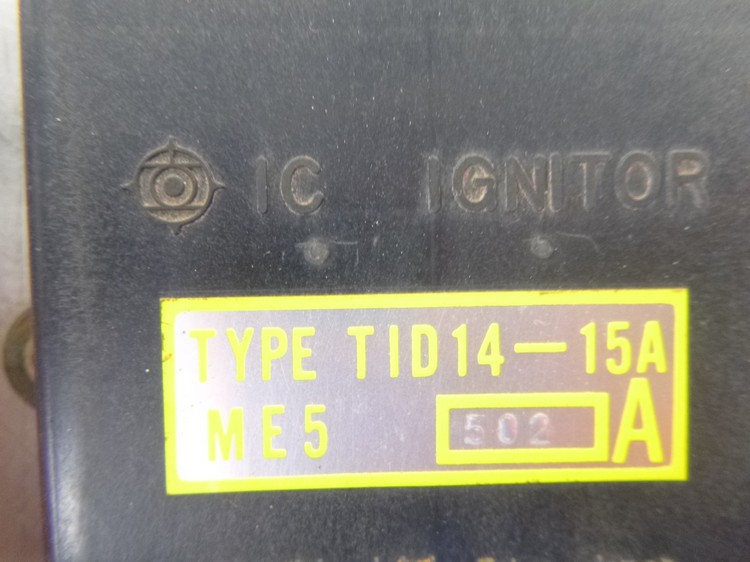 IC IGNITOR
TYPE TID14-15A
ME5 502 A